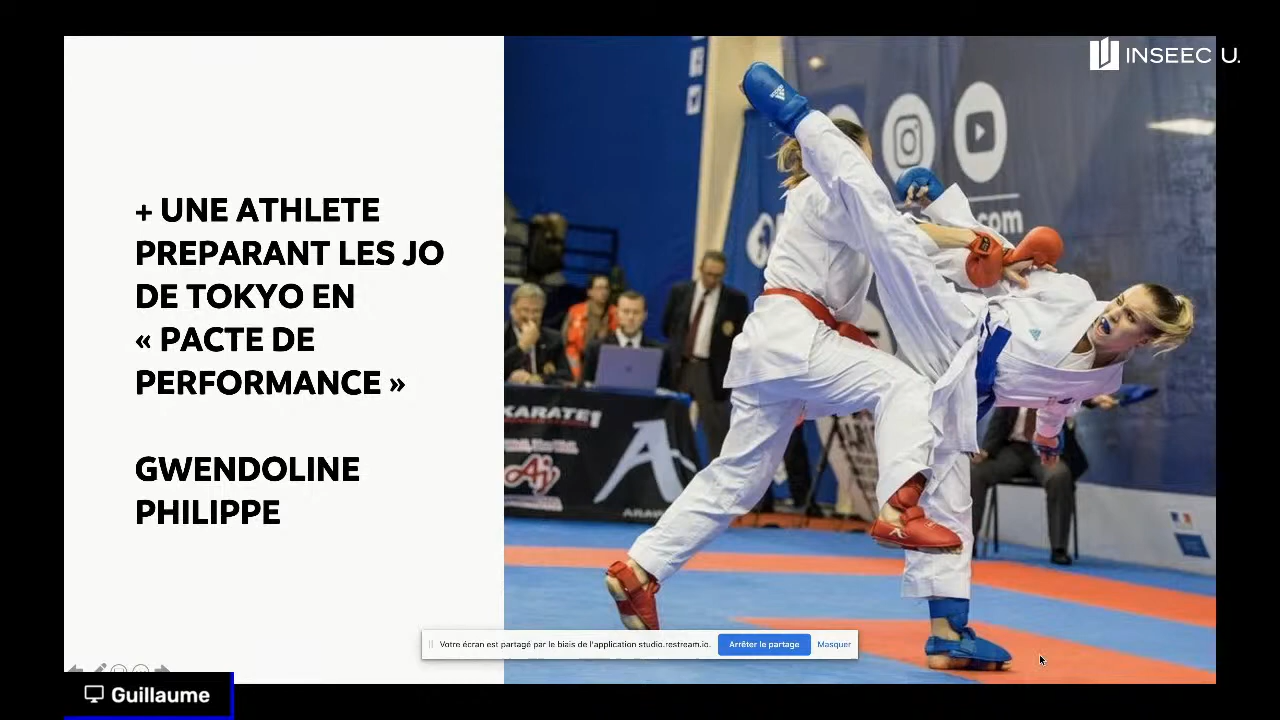 INSEEC U.
+ UNE ATHLETE
PREPARANT LES JO
DE TOKYO EN
« PACTE DE
PERFORMANCE »
GWENDOLINE
PHILIPPE
.com
KARATE1
Votre écran est partagé par le biais de l'application studio.restream.io.
Arrêter le partage
Masquer
Guillaume